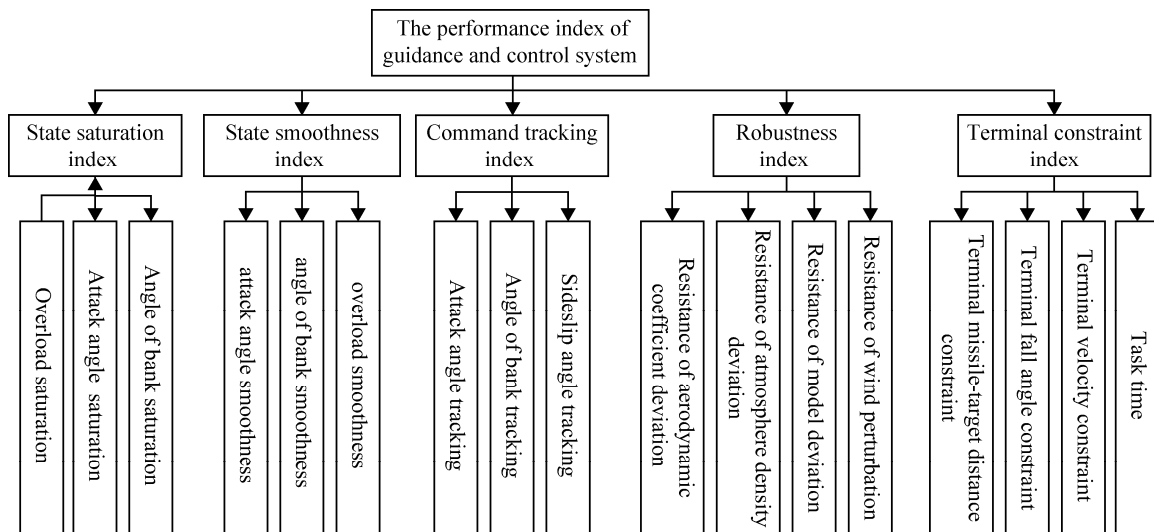 The performance index of
guidance and control system
State saturation
index
State smoothness
index
Command tracking
index
Robustness
index
Terminal constraint
index
Overload saturation
Attack angle saturation
Angle of bank saturation
attack angle smoothness
angle of bank smoothness
overload smoothness
Attack angle tracking
Angle of bank tracking
Sideslip angle tracking
Resistance of aerodynamic
coefficient deviation
Resistance of atmosphere density
deviation
Resistance of model deviation
Resistance of wind perturbation
Terminal missile-target distance
constraint
Terminal fall angle constraint
Terminal velocity constraint
Task time